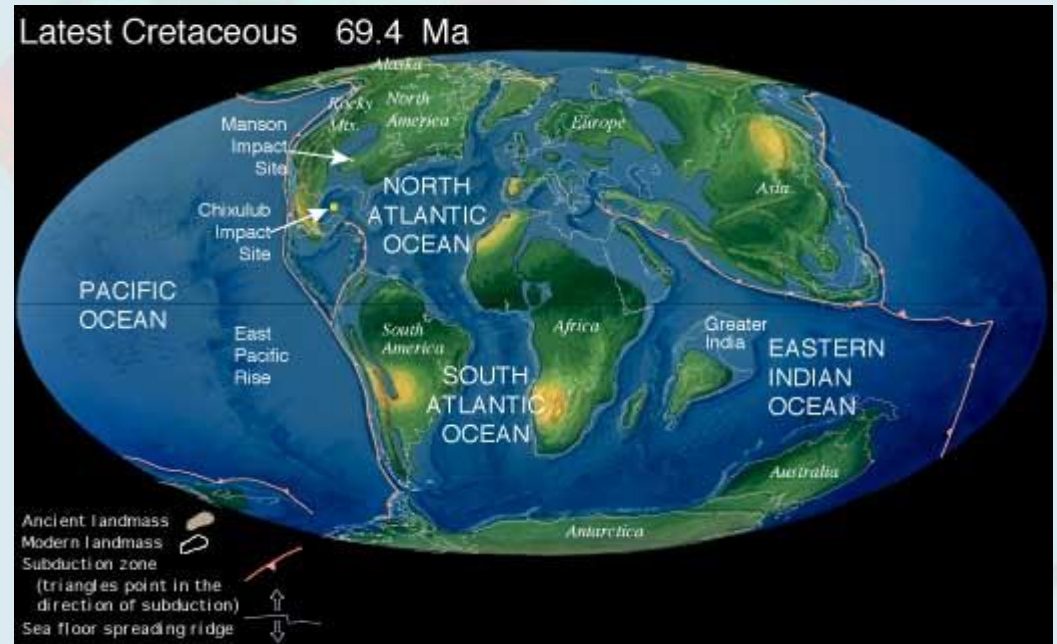 Latest Cretaceous 69.4 Ma
Alaska
Rocky
Mts.
North
America
Manson
Impact
Site
Europe
Asia
NORTH
ATLANTIC
OCEAN
Chixulub
Impact
Site
PACIFIC
OCEAN
East
Pacific
Rise
South
America
Africa
Greater
India
EASTERN
INDIAN
OCEAN
SOUTH
ATLANTIC
OCEAN
Australia
Antarctica
Ancient landmass
Modern landmass
Subduction zone
(triangles point in the
direction of subduction)
Sea floor spreading ridge